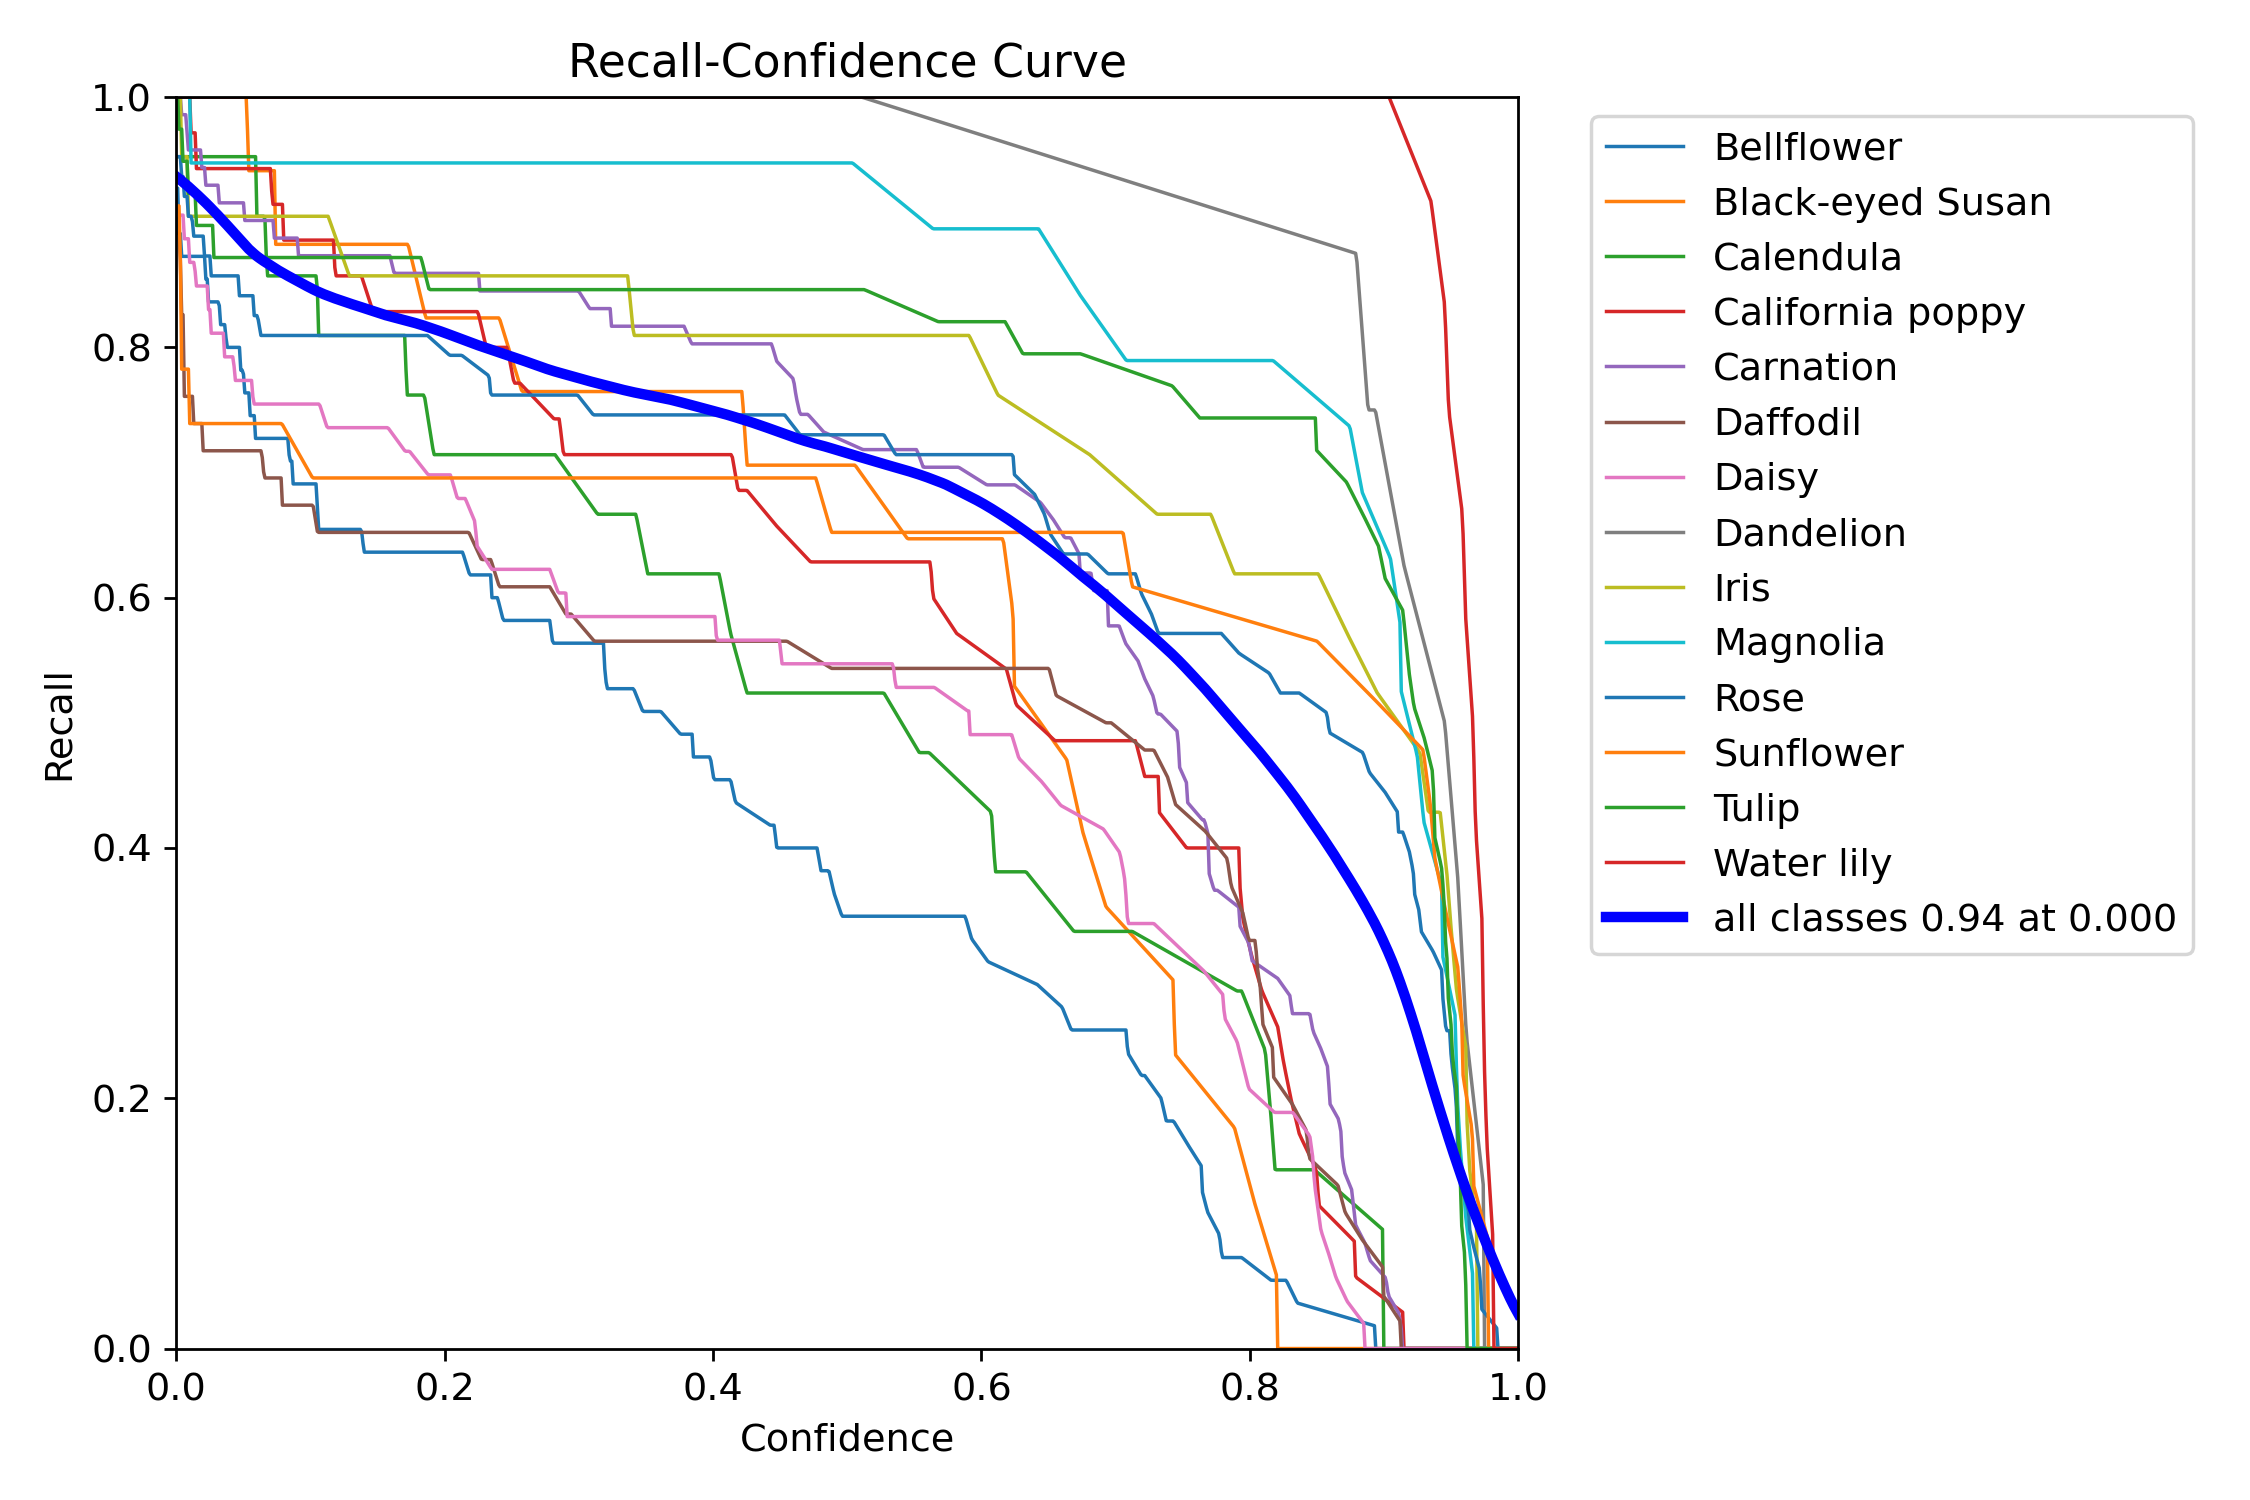 Recall-Confidence Curve
1.0
0.8
0.6
0.4
0.2
0.0
Recall
0.0 0.2 0.4 0.6 0.8 1.0
Confidence
Bellflower
Black-eyed Susan
Calendula
California poppy
Carnation
Daffodil
Daisy
Dandelion
Iris
Magnolia
Rose
Sunflower
Tulip
Water lily
all classes 0.94 at 0.000